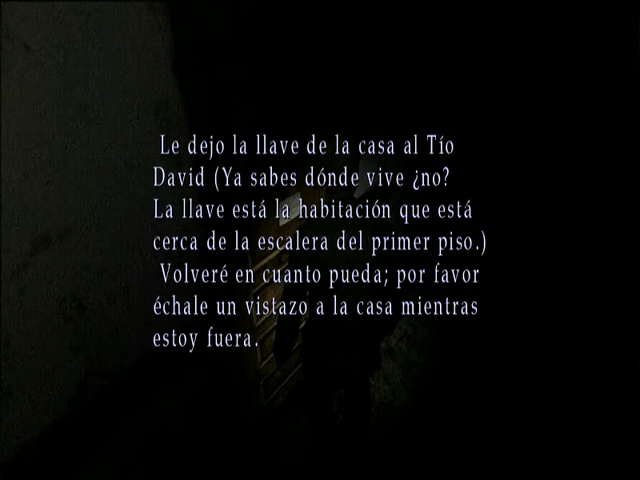 Le dejo la llave de la casa al Tío
David (Ya sabes dónde vive ¿no?
La llave está la habitación que está
cerca de la escalera del primer piso.)
Volveré en cuanto pueda; por favor
échale un vistazo a la casa mientras
estoy fuera.